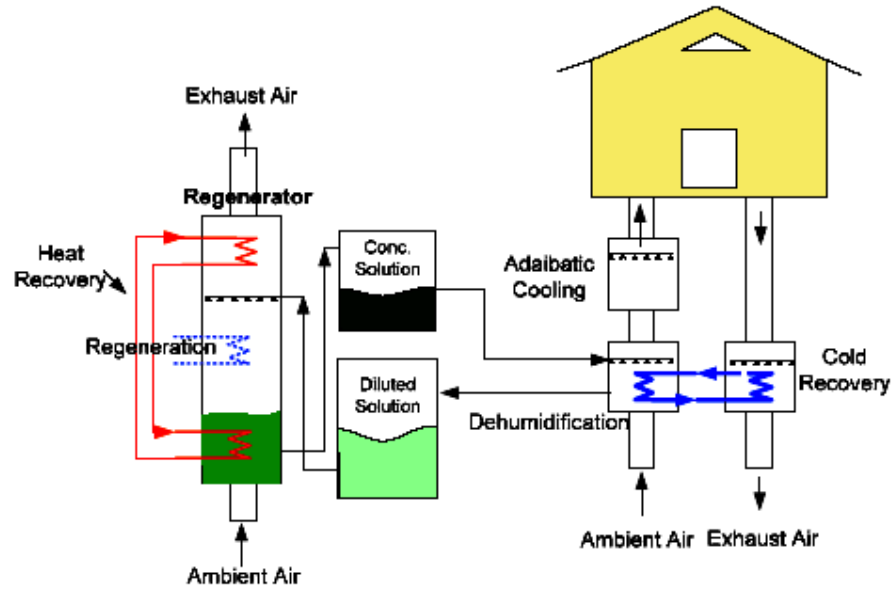 Exhaust Air
Regenerator
Heat
Recovery
Conc.
Solution
Adaibatic
Cooling
Regeneration
Diluted
Solution
Cold
Recovery
Dehumidification
Ambient Air
Exhaust Air
Ambient Air